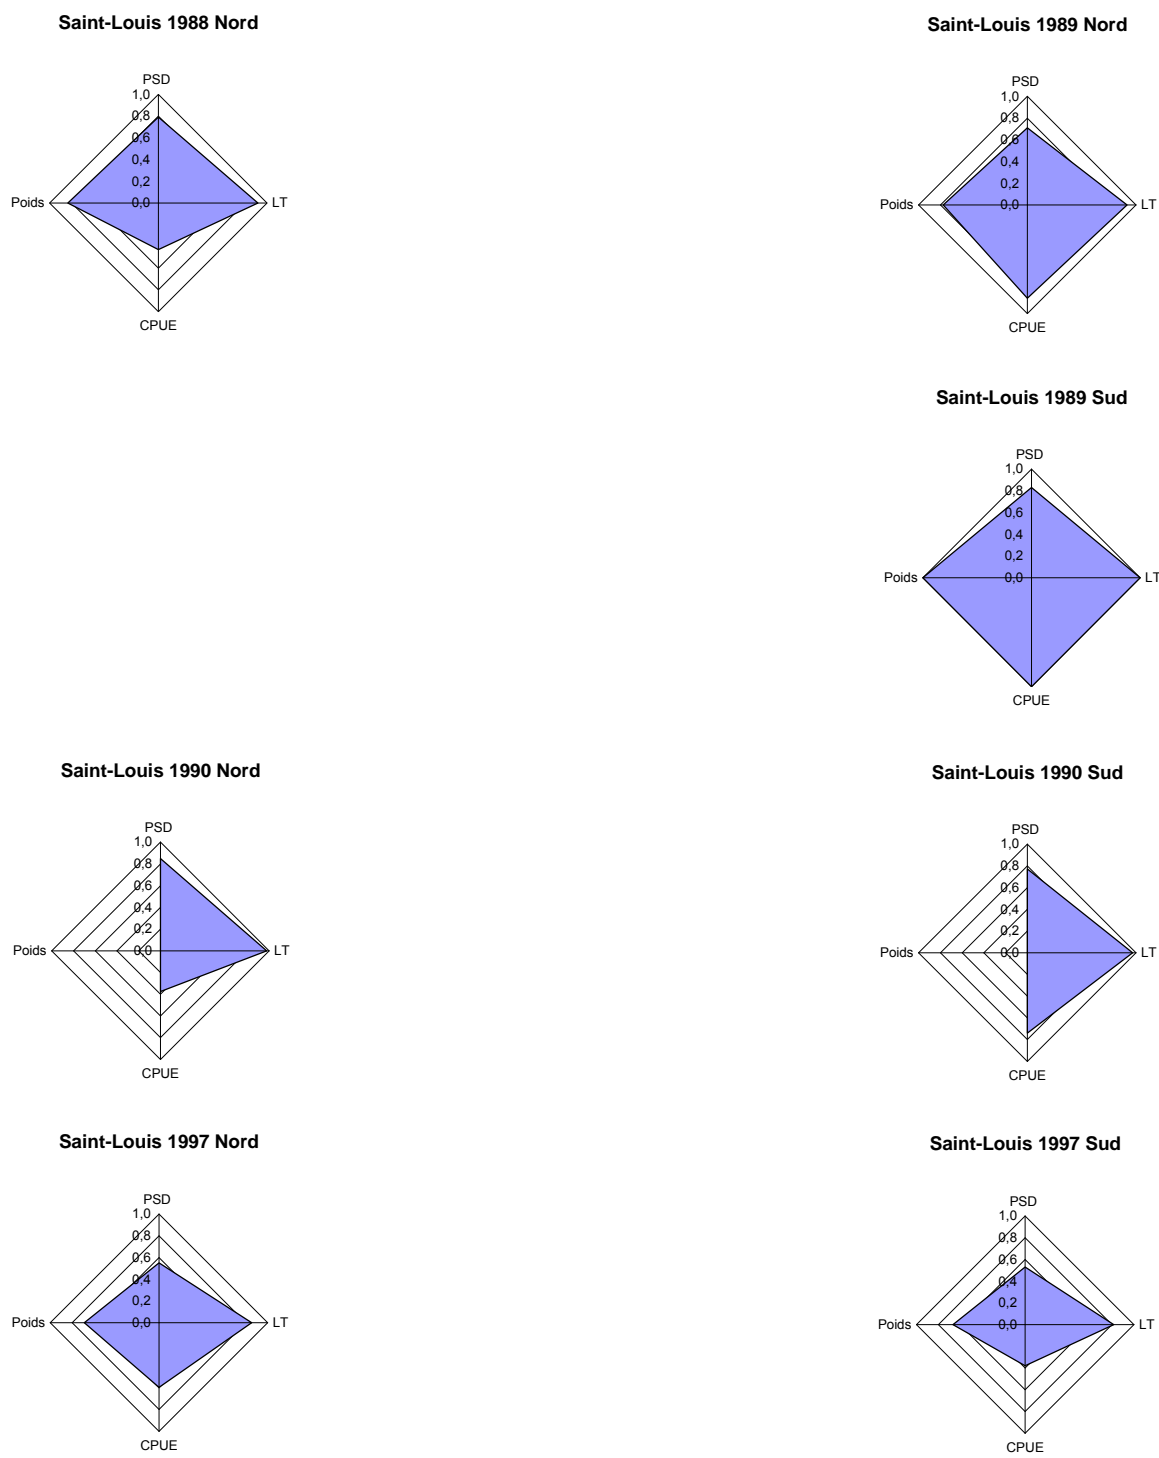 Saint-Louis 1988 Nord
PSD
1,0
0,8
0,6
0,4
0,2
0,0
Poids
LT
CPUE
Saint-Louis 1989 Nord
PSD
1,0
0,8
0,6
0,4
0,2
0,0
Poids
LT
CPUE
Saint-Louis 1989 Sud
PSD
1,0
0,8
0,6
0,4
0,2
0,0
Poids
LT
CPUE
Saint-Louis 1990 Nord
PSD
1,0
0,8
0,6
0,4
0,2
0,0
Poids
LT
CPUE
Saint-Louis 1990 Sud
PSD
1,0
0,8
0,6
0,4
0,2
0,0
Poids
LT
CPUE
Saint-Louis 1997 Nord
PSD
1,0
0,8
0,6
0,4
0,2
0,0
Poids
LT
CPUE
Saint-Louis 1997 Sud
PSD
1,0
0,8
0,6
0,4
0,2
0,0
Poids
LT
CPUE